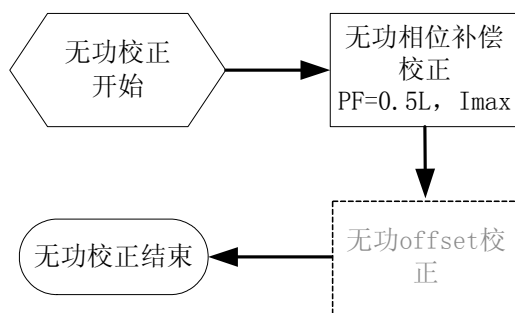 无功校正
开始
无功相位补偿
校正
PF=0.5L，Imax
无功offset校
正
无功校正结束